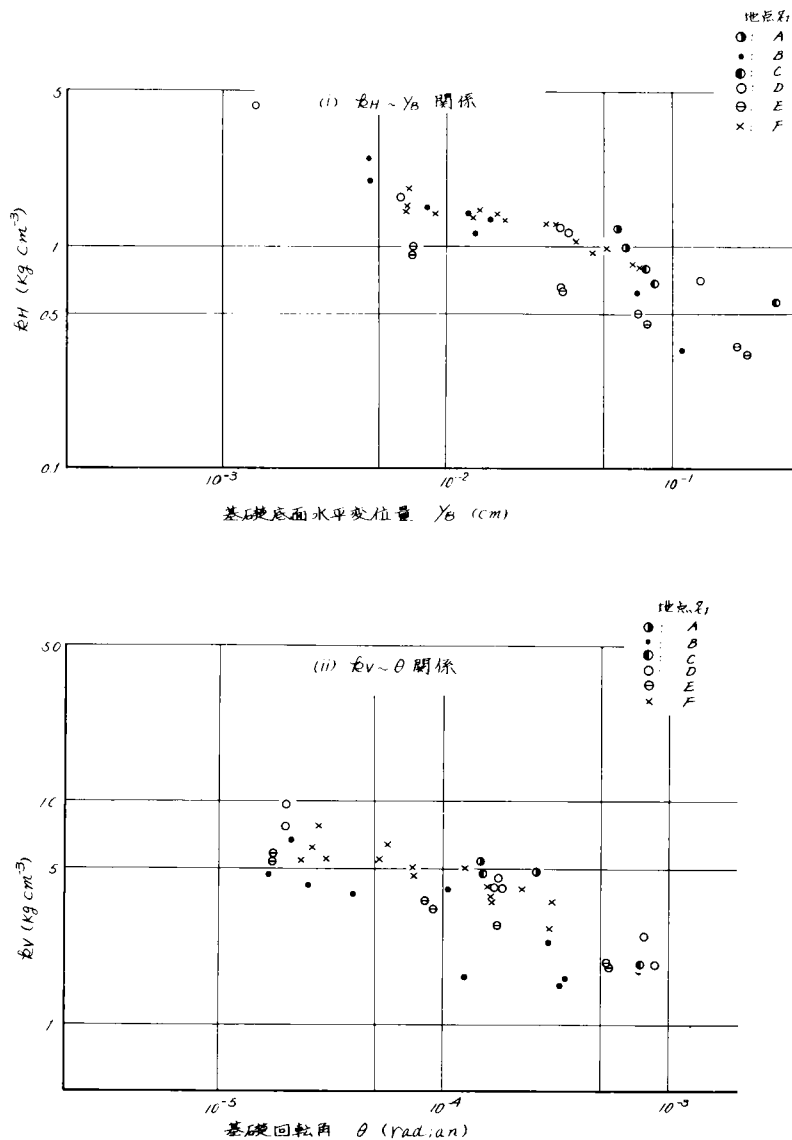 地点名
◑: A
•: B
◐: C
○: D
⊖: E
×: F
(i) kH ~ YB 関係
5
1
0.5
0.1
kH (Kg cm⁻³)
10⁻³
10⁻²
10⁻¹
基礎底面水平変位量 YB (cm)
地点名
◑: A
•: B
◐: C
○: D
⊖: E
×: F
(ii) kV ~ θ 関係
10
5
1
kV (Kg cm⁻³)
10⁻⁵
10⁻⁴
10⁻³
基礎回転角 θ (radian)